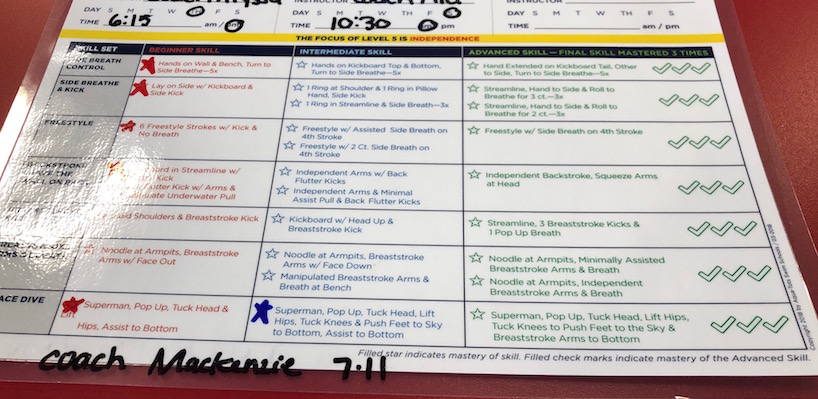 DAY S M T W F S
TIME 6:15 am /
TIME 10:30 pm
S M T W TH F S
TIME am / pm
THE FOCUS OF LEVEL 5 IS INDEPENDENCE
SKILL SET BEGINNER SKILL INTERMEDIATE SKILL ADVANCED SKILL— FINAL SKILL MASTERED 3 TIMES
SIDE BREATH
CONTROL
Hands on Wall & Bench, Turn to
Side Breathe—5x
Hands on Kickboard Top & Bottom,
Turn to Side Breathe—5x
Hand Extended on Kickboard Tail, Other
to Side, Turn to Side Breathe—5x
SIDE BREATHE
& KICK
Lay on Side w/ Kickboard &
Side Kick
1 Ring at Shoulder & 1 Ring in Pillow
Hand, Side Kick
1 Ring in Streamline & Side Breath—3x
Streamline, Hand to Side & Roll to
Breathe for 3 ct.—3x
Streamline, Hand to Side & Roll to
Breathe for 2 ct.—3x
FREESTYLE
6 Freestyle Strokes w/ Kick &
No Breath
Freestyle w/ Assisted Side Breath on
4th Stroke
Freestyle w/ 2 Ct. Side Breath on
4th Stroke
Freestyle w/ Side Breath on 4th Stroke
in Streamline w/
Kick
Kick w/ Arms &
Underwater Pull
Independent Arms w/ Back
Flutter Kicks
Independent Arms & Minimal
Assist Pull & Back Flutter Kicks
Independent Backstroke, Squeeze Arms
at Head
Shoulders & Breaststroke Kick
Kickboard w/ Head Up &
Breaststroke Kick
Streamline, 3 Breaststroke Kicks &
1 Pop Up Breath
Noodle at Armpits, Breaststroke
Arms w/ Face Out
Noodle at Armpits, Breaststroke
Arms w/ Face Down
Manipulated Breaststroke Arms &
Breath at Bench
Noodle at Armpits, Minimally Assisted
Breaststroke Arms & Breath
Noodle at Armpits, Independent
Breaststroke Arms & Breath
DIVE
Superman, Pop Up, Tuck Head &
Lift
Hips, Assist to Bottom
Superman, Pop Up, Tuck Head, Lift
Hips, Tuck Knees & Push Feet to Sky
to Bottom, Assist to Bottom
Superman, Pop Up, Tuck Head, Lift Hips,
Tuck Knees to Push Feet to the Sky &
Breaststroke Arms to Bottom
Filled star indicates mastery of skill. Filled check marks indicate mastery of the Advanced Skill.
coach Mackenzie 7.11